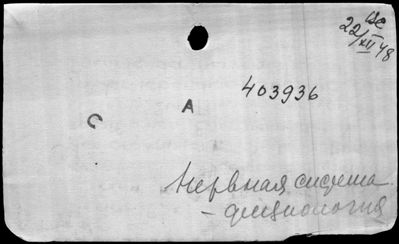 22/XII 48
403936
С А
Нервная система
– физиология